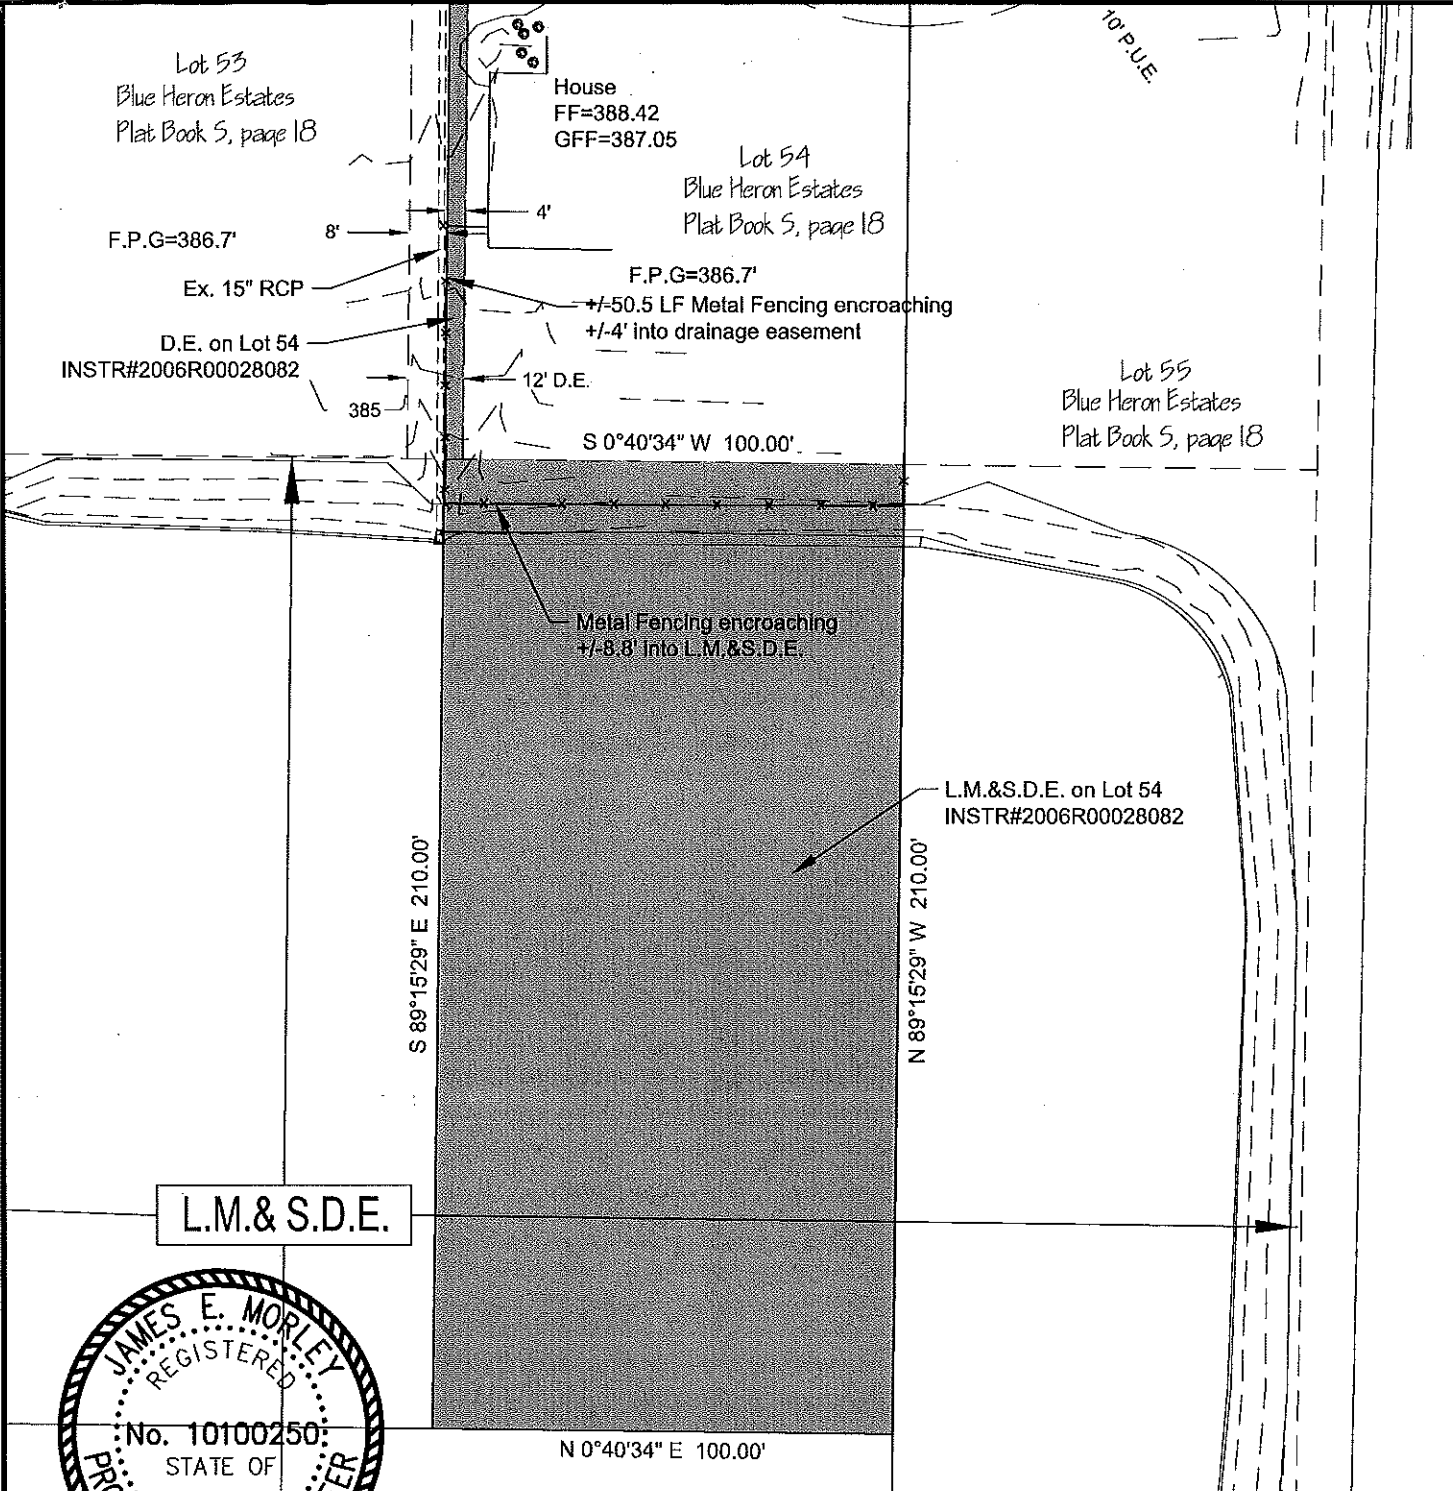 10' P.U.E.
Lot 53
Blue Heron Estates
Plat Book S, page 18
House
FF=388.42
GFF=387.05
Lot 54
Blue Heron Estates
Plat Book S, page 18
4'
8'
F.P.G=386.7'
Ex. 15" RCP
F.P.G=386.7'
+/-50.5 LF Metal Fencing encroaching
+/-4' into drainage easement
D.E. on Lot 54
INSTR#2006R00028082
12' D.E.
385
Lot 55
Blue Heron Estates
Plat Book S, page 18
S 0°40'34" W 100.00'
Metal Fencing encroaching
+/-8.8' into L.M.&S.D.E.
L.M.&S.D.E. on Lot 54
INSTR#2006R00028082
S 89°15'29" E 210.00'
N 89°15'29" W 210.00'
L.M.& S.D.E.
JAMES E. MORLEY
REGISTERED
No. 10100250
STATE OF
N 0°40'34" E 100.00'